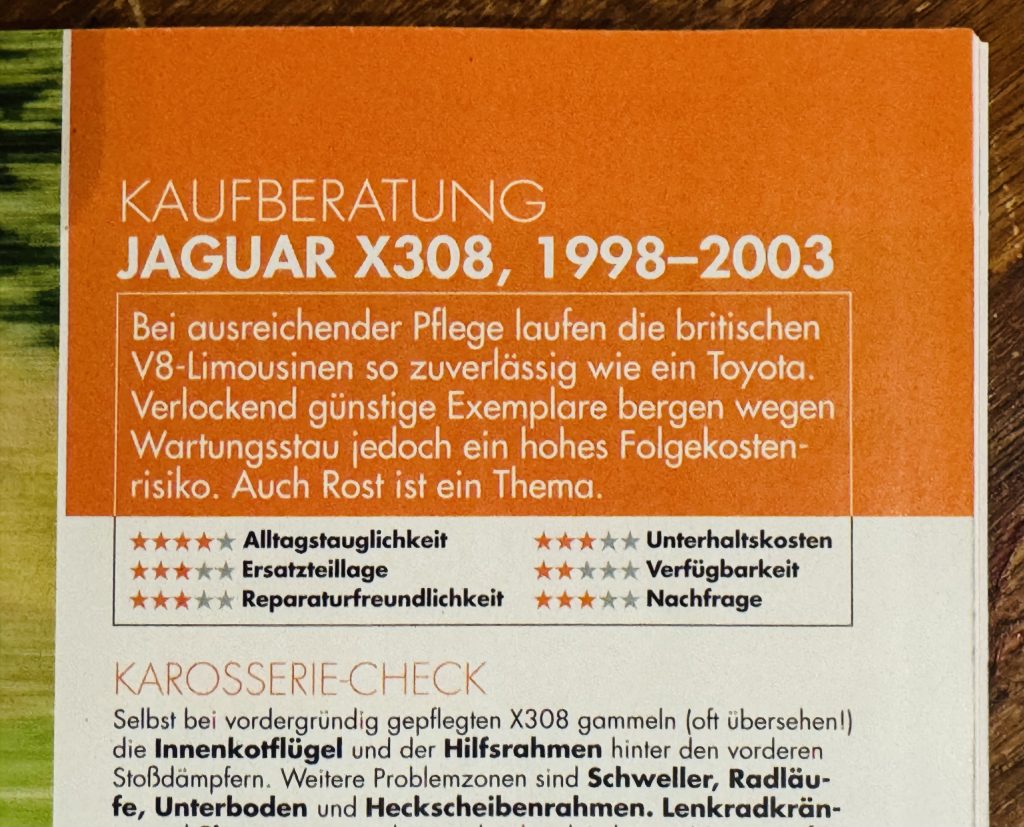 KAUFBERATUNG
JAGUAR X308, 1998–2003
Bei ausreichender Pflege laufen die britischen
V8-Limousinen so zuverlässig wie ein Toyota.
Verlockend günstige Exemplare bergen wegen
Wartungsstau jedoch ein hohes Folgekosten-
risiko. Auch Rost ist ein Thema.
★★★★★ Alltagstauglichkeit ★★★★★ Unterhaltskosten
★★★★★ Ersatzteillage ★★★★★ Verfügbarkeit
★★★★★ Reparaturfreundlichkeit ★★★★★ Nachfrage
KAROSSERIE-CHECK
Selbst bei vordergründig gepflegten X308 gammeln (oft übersehen!)
die Innenkotflügel und der Hilfsrahmen hinter den vorderen
Stoßdämpfern. Weitere Problemzonen sind Schweller, Radläu-
fe, Unterboden und Heckscheibenrahmen. Lenkradkrän-